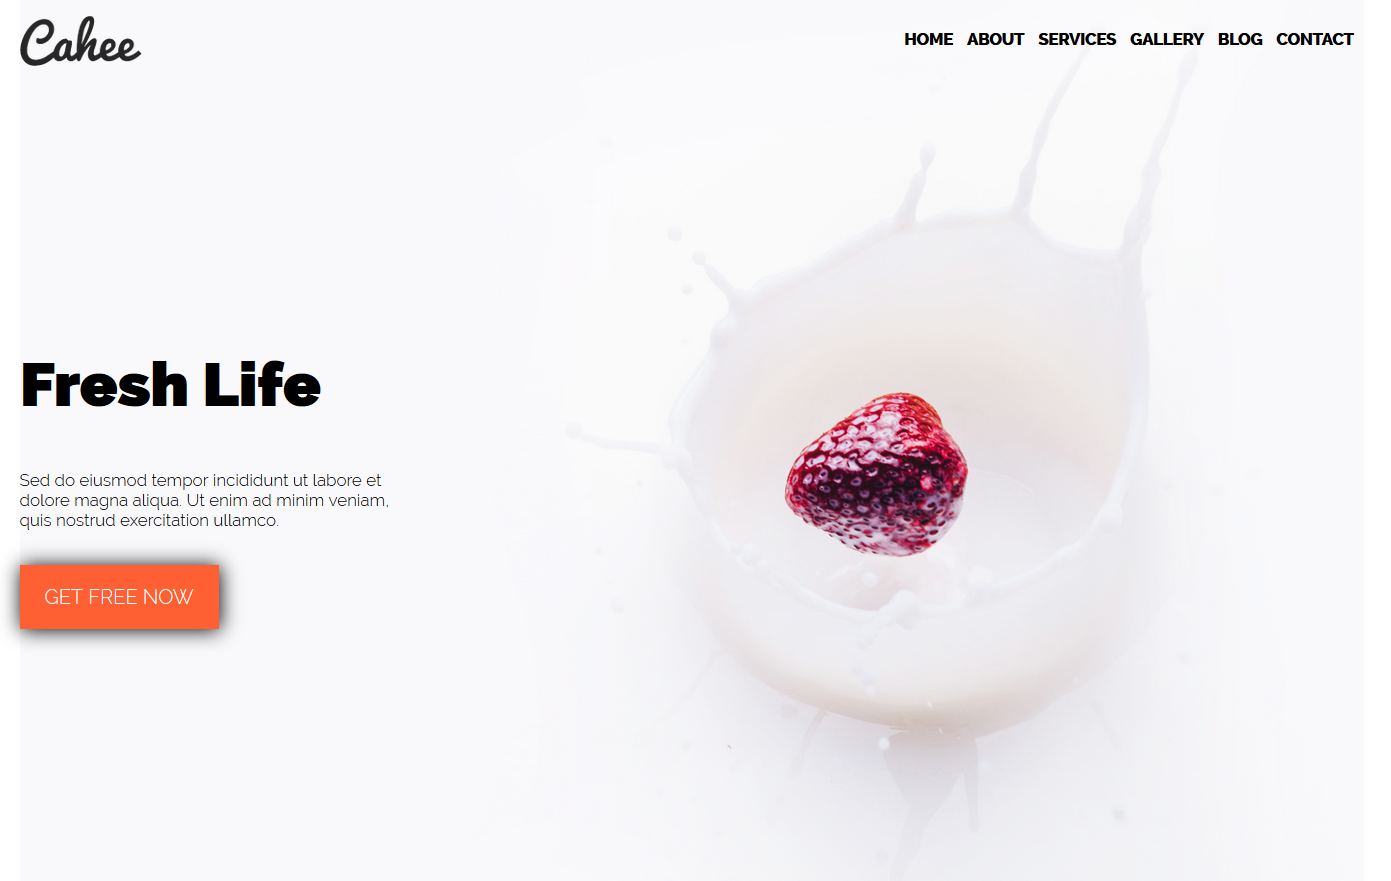 Cahee
HOME ABOUT SERVICES GALLERY BLOG CONTACT
Fresh Life
Sed do eiusmod tempor incididunt ut labore et
dolore magna aliqua. Ut enim ad minim veniam,
quis nostrud exercitation ullamco.
GET FREE NOW